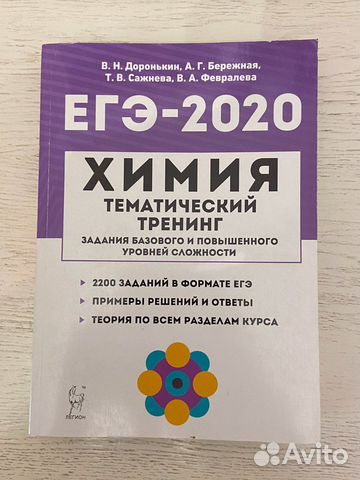 В. Н. Доронькин, А. Г. Бережная,
Т. В. Сажнева, В. А. Февралева
ЕГЭ-2020
ХИМИЯ
ТЕМАТИЧЕСКИЙ
ТРЕНИНГ
ЗАДАНИЯ БАЗОВОГО И ПОВЫШЕННОГО
УРОВНЕЙ СЛОЖНОСТИ
2200 ЗАДАНИЙ В ФОРМАТЕ ЕГЭ
ПРИМЕРЫ РЕШЕНИЙ И ОТВЕТЫ
ТЕОРИЯ ПО ВСЕМ РАЗДЕЛАМ КУРСА
TM
ЛЕГИОН
Avito